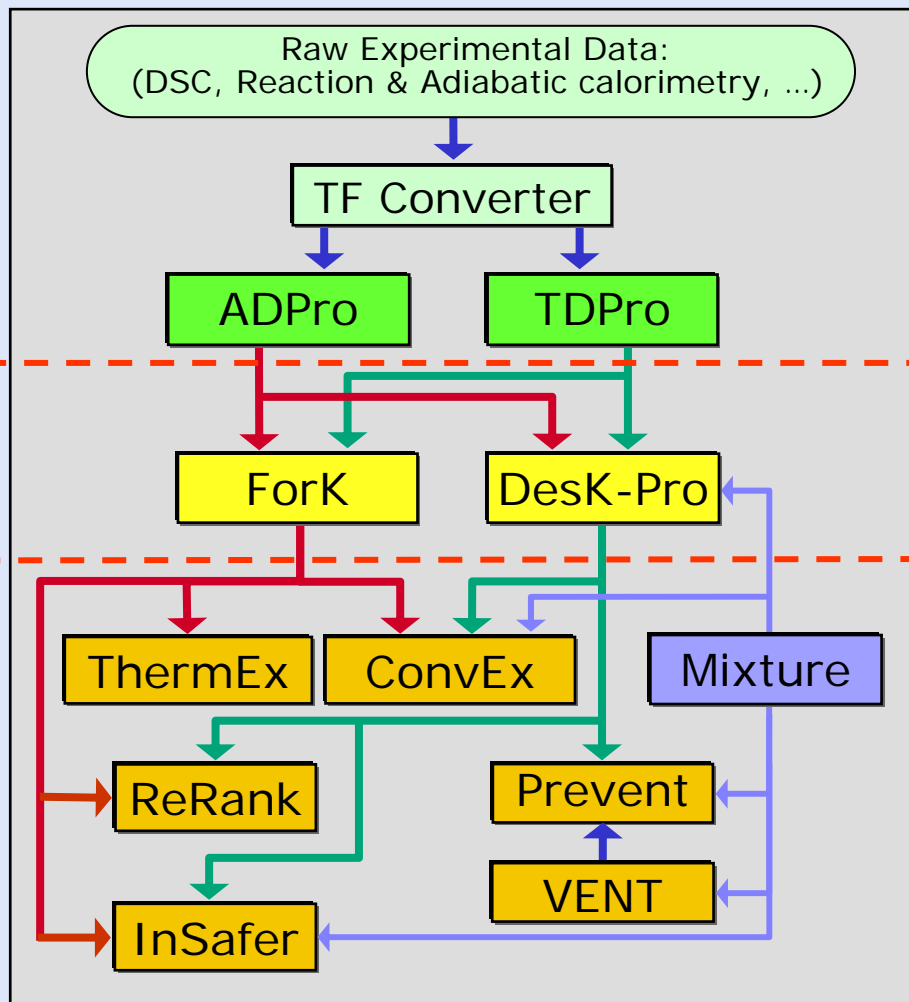 Raw Experimental Data:
(DSC, Reaction & Adiabatic calorimetry, ...)
TF Converter
ADPro
TDPro
ForK
DesK-Pro
ThermEx
ConvEx
Mixture
ReRank
Prevent
VENT
InSafer